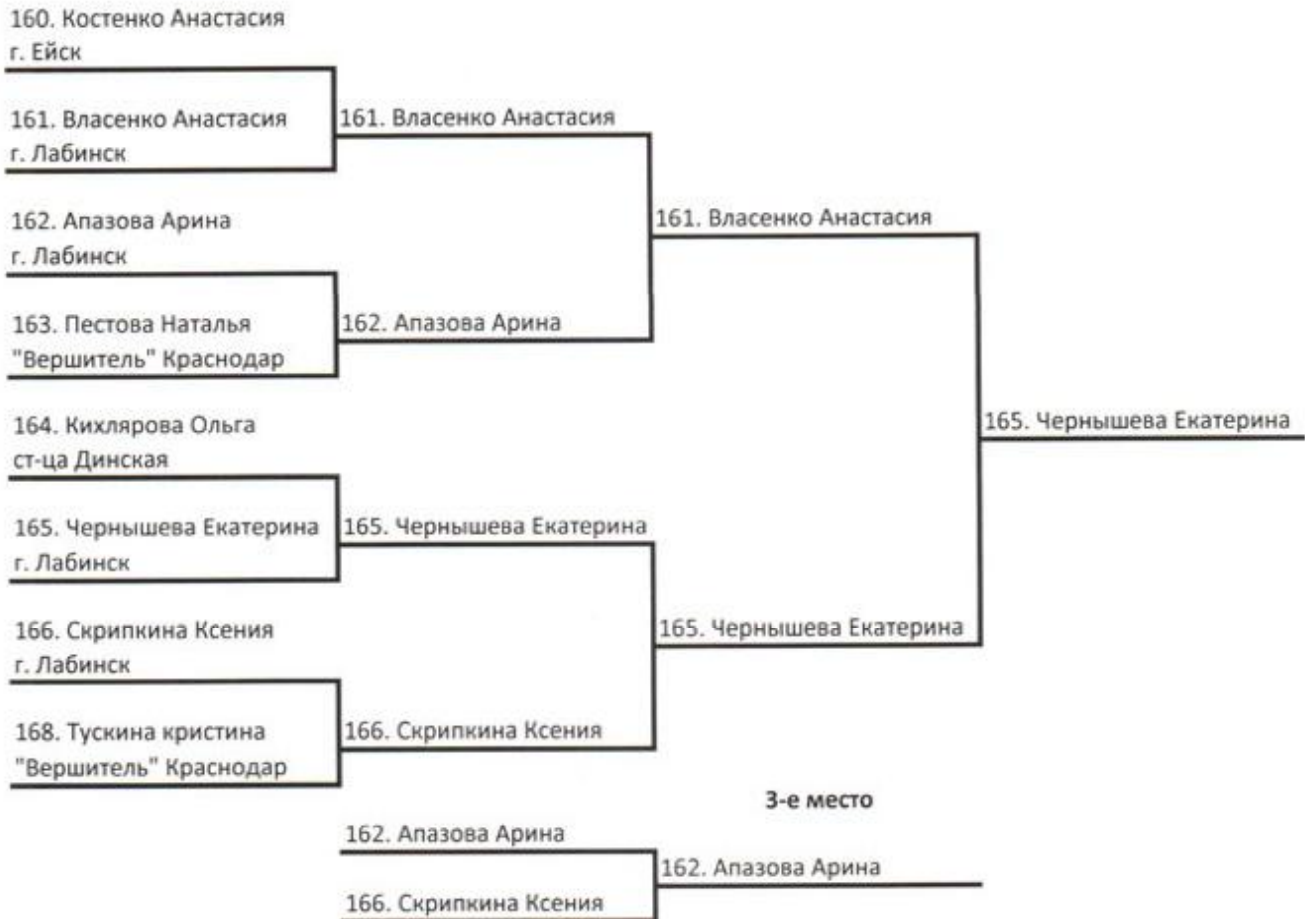 160. Костенко Анастасия
г. Ейск
161. Власенко Анастасия
г. Лабинск
162. Апазова Арина
г. Лабинск
163. Пестова Наталья
"Вершитель" Краснодар
164. Кихлярова Ольга
ст-ца Динская
165. Чернышева Екатерина
г. Лабинск
166. Скрипкина Ксения
г. Лабинск
168. Тускина кристина
"Вершитель" Краснодар
161. Власенко Анастасия
162. Апазова Арина
165. Чернышева Екатерина
166. Скрипкина Ксения
161. Власенко Анастасия
165. Чернышева Екатерина
165. Чернышева Екатерина
3-е место
162. Апазова Арина
166. Скрипкина Ксения
162. Апазова Арина